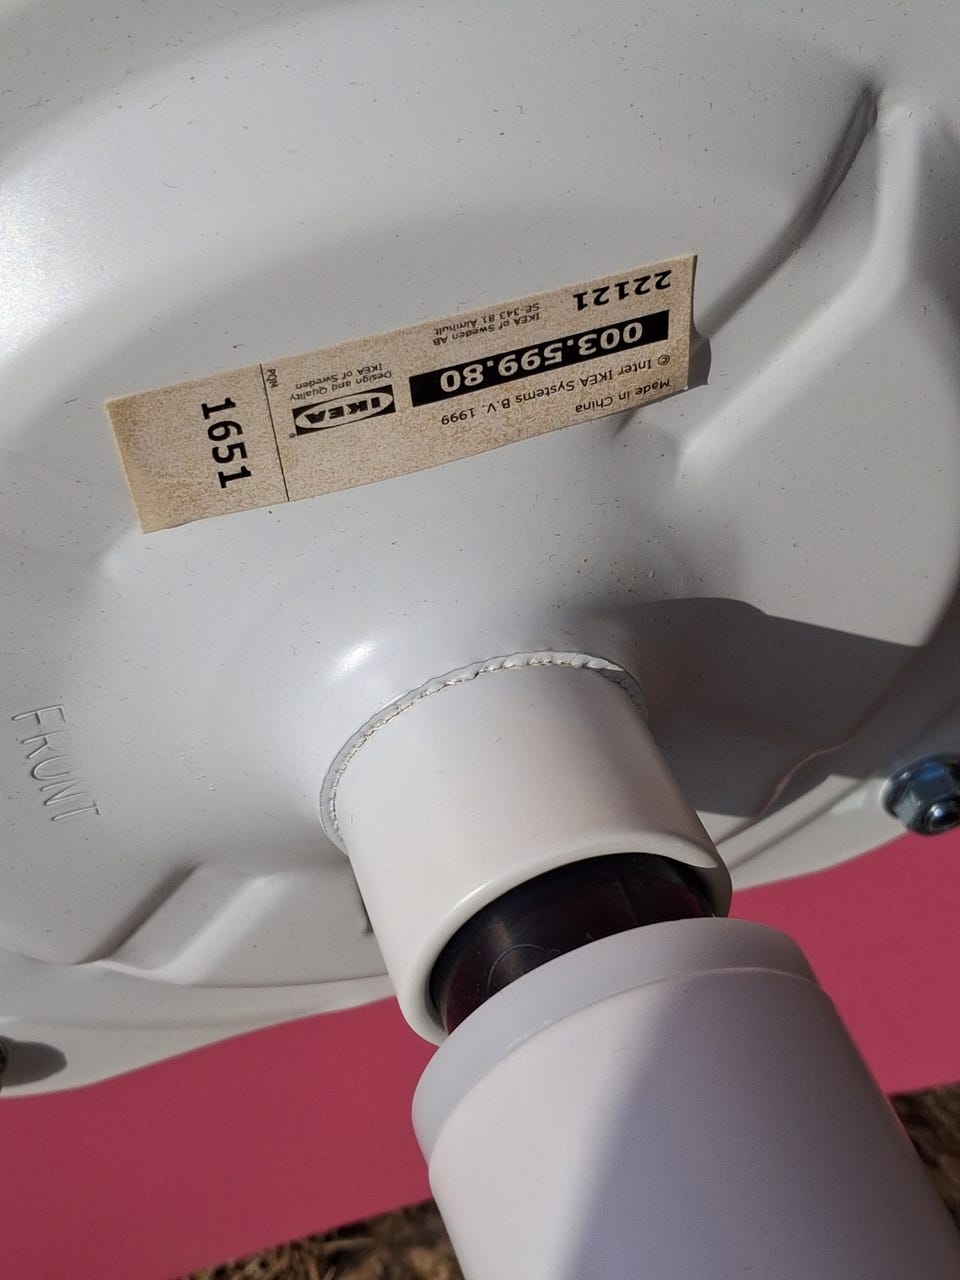 Made in China
© Inter IKEA Systems B.V. 1999
003.599.80
22121
IKEA of Sweden AB
SE-343 81 Älmhult
IKEA
®
Design and Quality
IKEA of Sweden
PQM
1651
FRONT